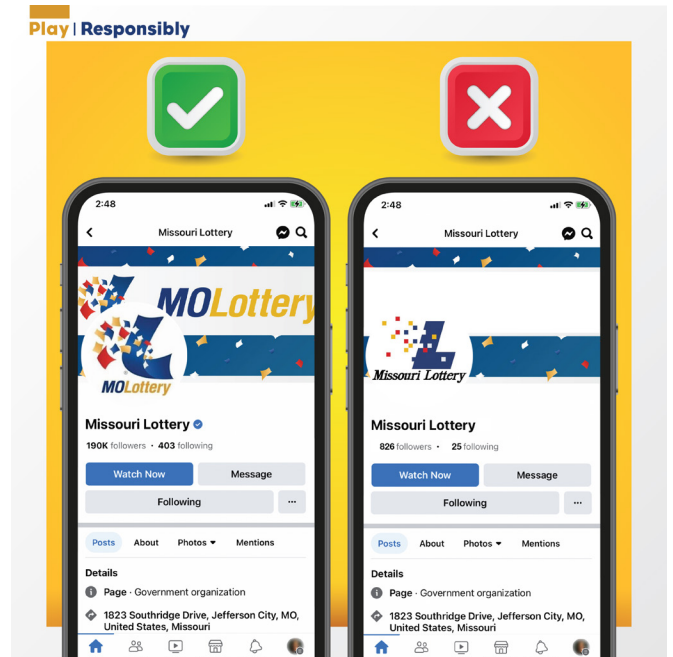 Play | Responsibly
2:48
Missouri Lottery
MOLottery
MOLottery
Missouri Lottery
190K followers · 403 following
Watch Now
Message
Following
...
Posts
About
Photos
Mentions
Details
Page · Government organization
1823 Southridge Drive, Jefferson City, MO,
United States, Missouri
2:48
Missouri Lottery
Missouri Lottery
Missouri Lottery
826 followers · 25 following
Watch Now
Message
Following
...
Posts
About
Photos
Mentions
Details
Page · Government organization
1823 Southridge Drive, Jefferson City, MO,
United States, Missouri